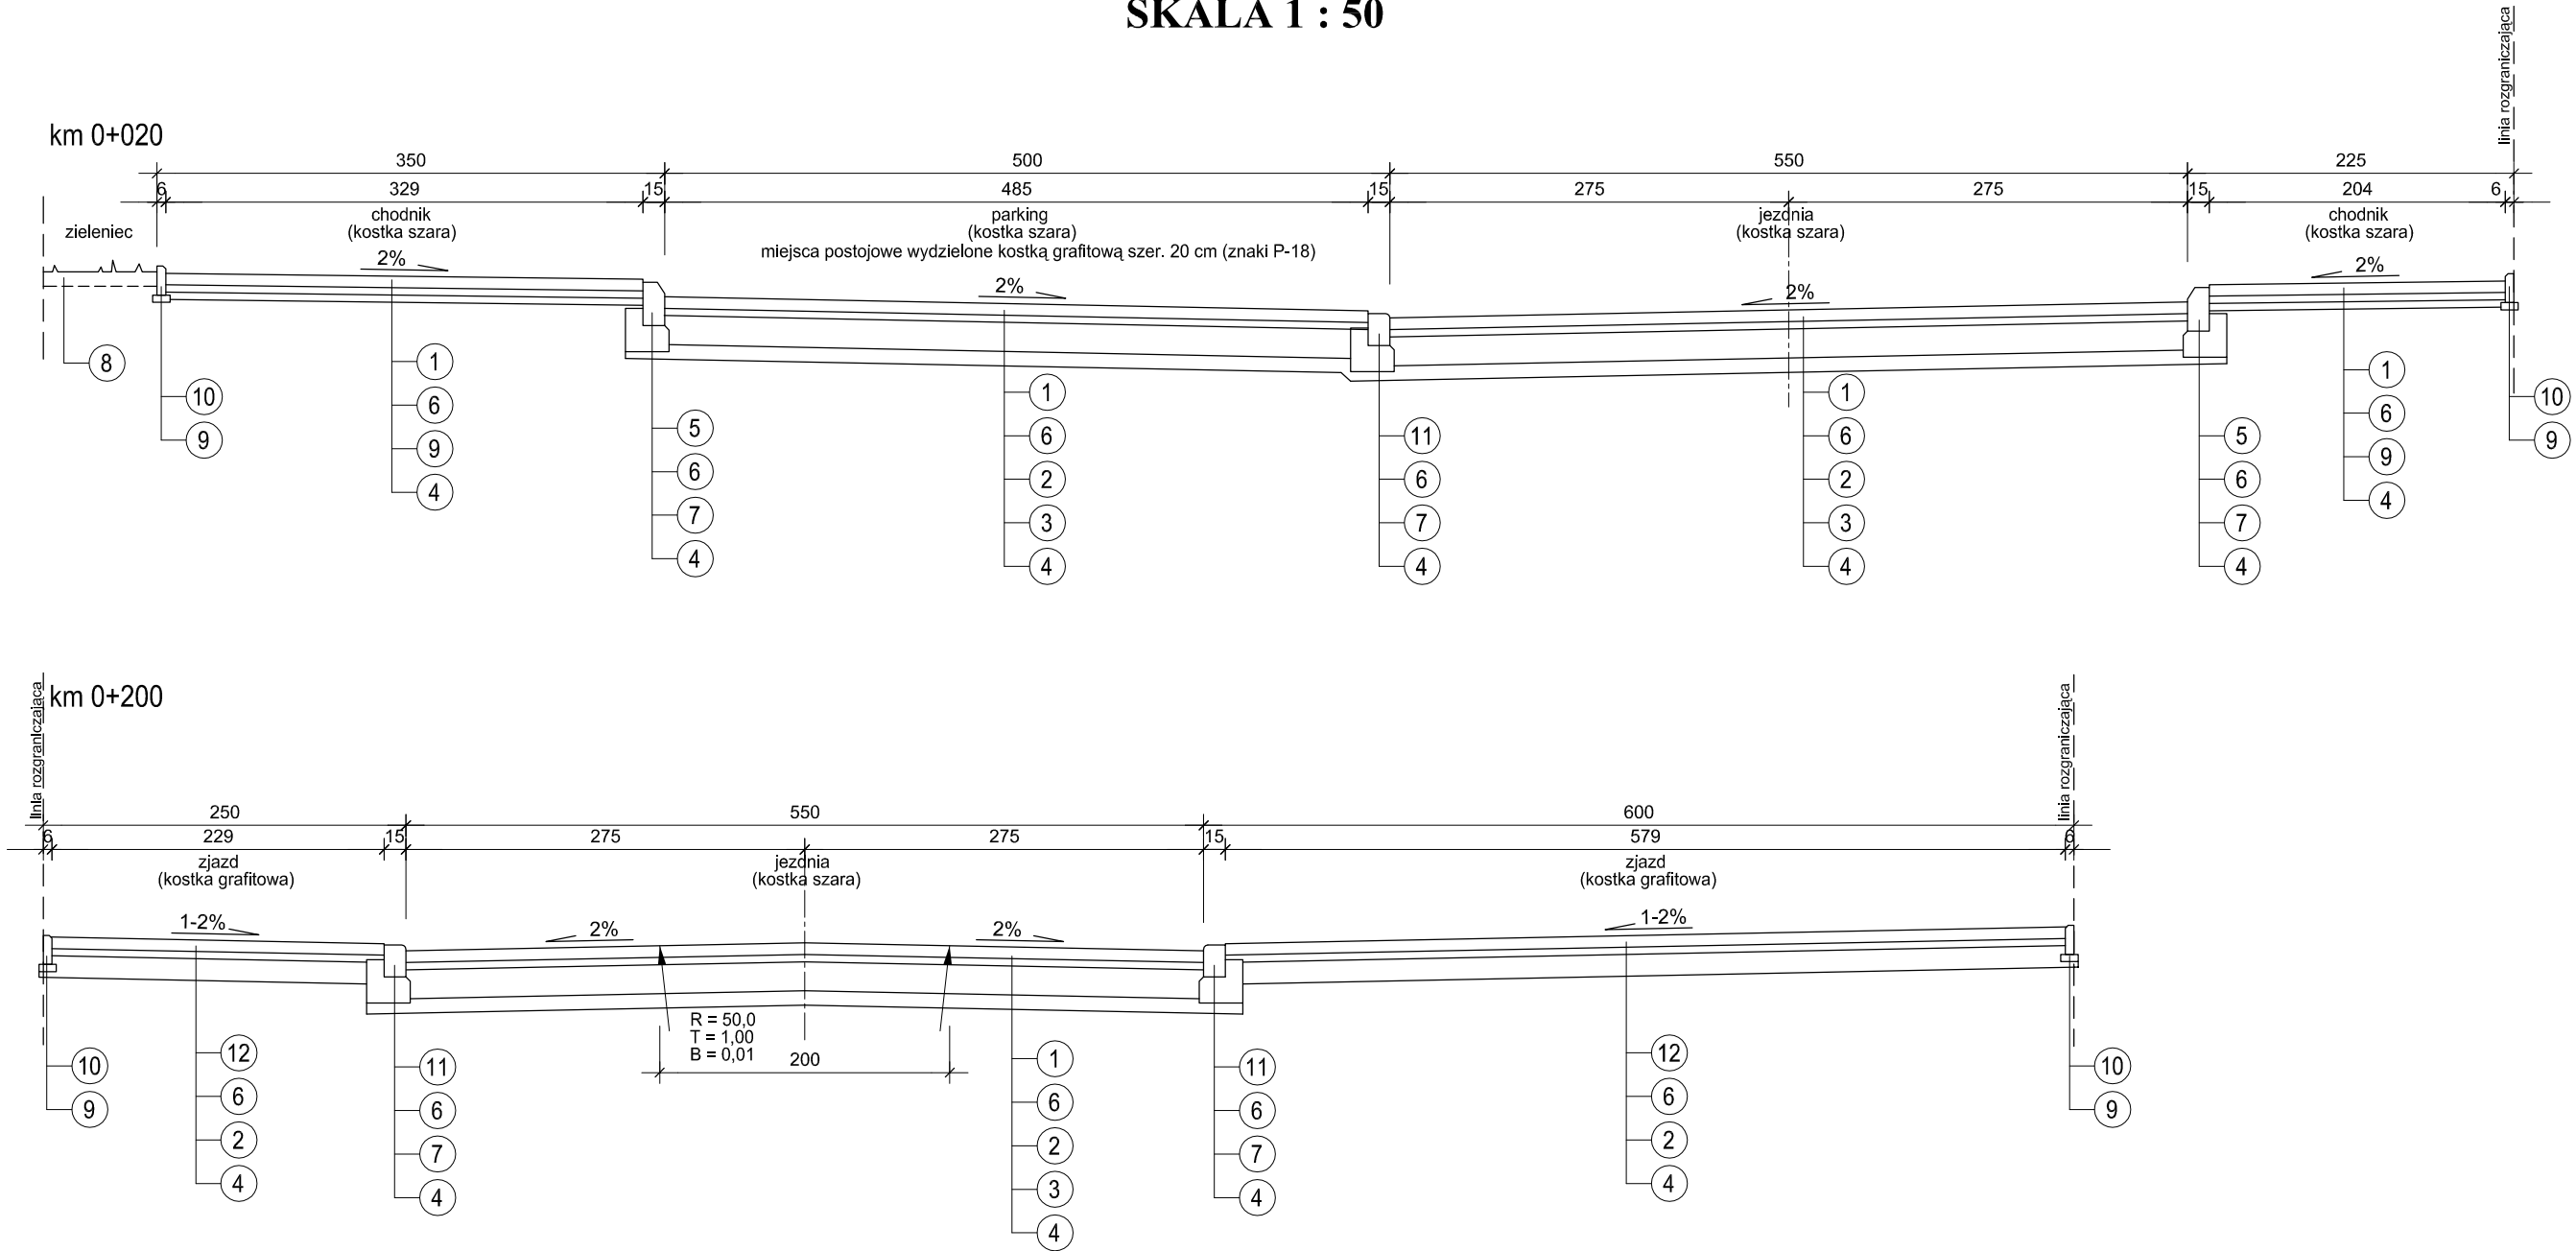 SKALA 1 : 50
linia rozgraniczająca
km 0+020
350 500 550 225
6 329 15 485 15 275 275 15 204 6
zieleniec
chodnik
(kostka szara)
parking
(kostka szara)
miejsca postojowe wydzielone kostką grafitową szer. 20 cm (znaki P-18)
jezdnia
(kostka szara)
chodnik
(kostka szara)
2% 2% 2% 2%
8
10
9
1
6
9
4
5
6
7
4
1
6
2
3
4
11
6
7
4
1
6
2
3
4
5
6
7
4
1
6
9
4
10
9
linia rozgraniczająca
km 0+200
linia rozgraniczająca
250 550 600
6 229 15 275 275 15 579 6
zjazd
(kostka grafitowa)
jezdnia
(kostka szara)
zjazd
(kostka grafitowa)
1-2% 2% 2% 1-2%
R = 50,0
T = 1,00
B = 0,01
200
10
9
12
6
2
4
11
6
7
4
1
6
2
3
4
11
6
7
4
12
6
2
4
10
9